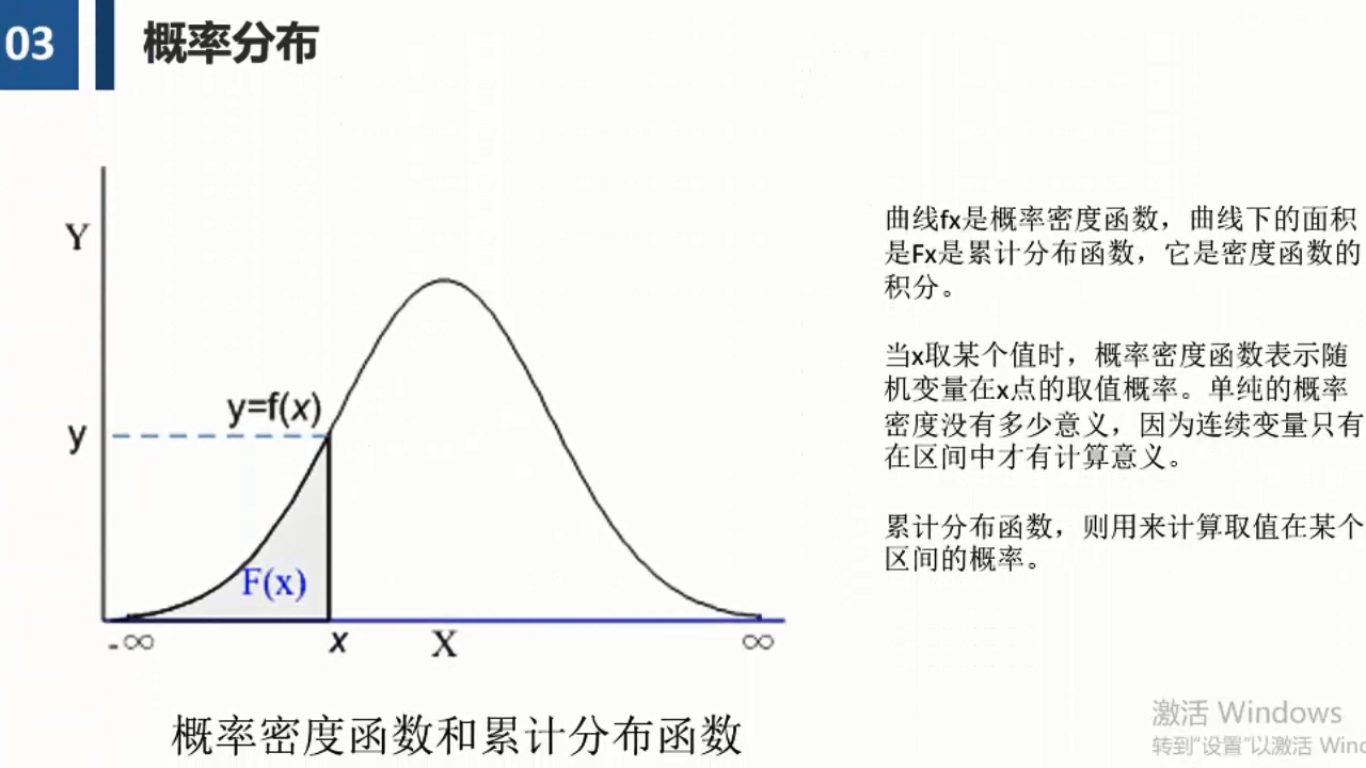 03
概率分布
Y
y=f(x)
y
F(x)
-∞
x
X
∞
概率密度函数和累计分布函数
曲线fx是概率密度函数，曲线下的面积
是Fx是累计分布函数，它是密度函数的
积分。
当x取某个值时，概率密度函数表示随
机变量在x点的取值概率。单纯的概率
密度没有多少意义，因为连续变量只有
在区间中才有计算意义。
累计分布函数，则用来计算取值在某个
区间的概率。
激活 Windows
转到"设置"以激活 Wind